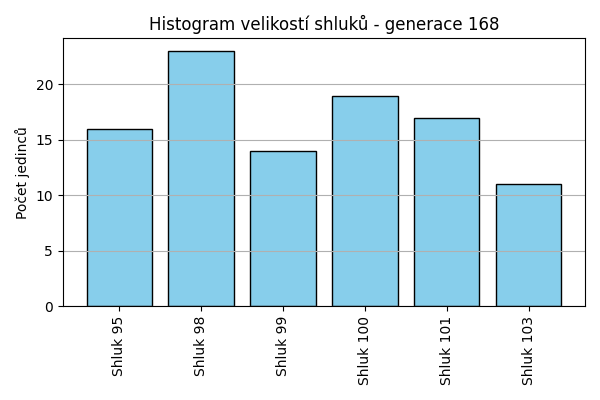 Histogram velikostí shluků - generace 168
Počet jedinců
20
15
10
5
0
Shluk 95
Shluk 98
Shluk 99
Shluk 100
Shluk 101
Shluk 103